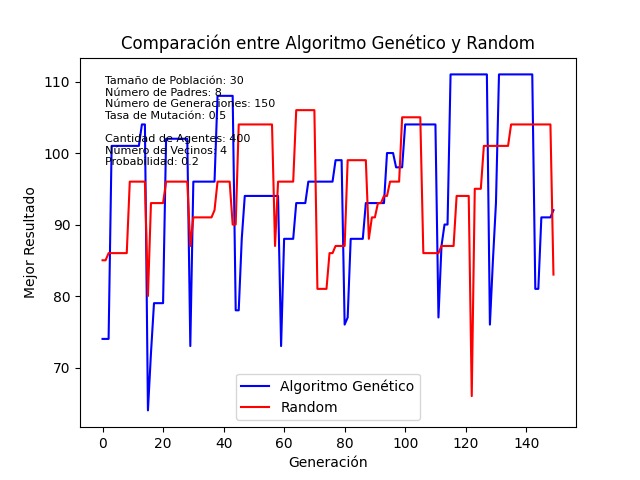 Comparación entre Algoritmo Genético y Random
Tamaño de Población: 30
Número de Padres: 8
Número de Generaciones: 150
Tasa de Mutación: 0.5
Cantidad de Agentes: 400
Número de Vecinos: 4
Probabilidad: 0.2
Mejor Resultado
110
100
90
80
70
Algoritmo Genético
Random
0 20 40 60 80 100 120 140
Generación